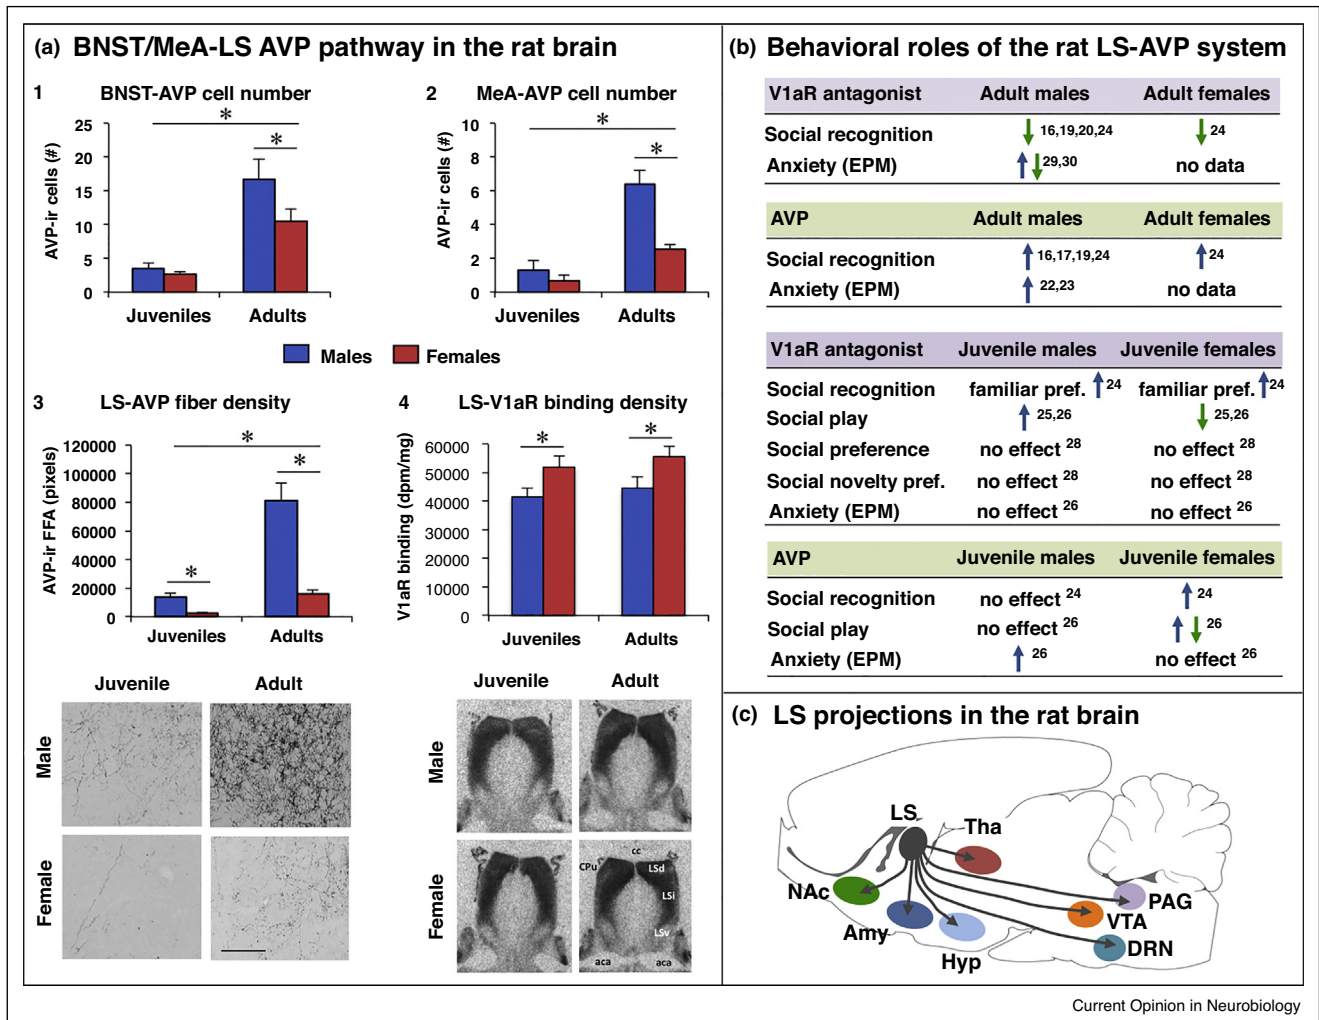 (a) BNST/MeA-LS AVP pathway in the rat brain
1 BNST-AVP cell number
AVP-ir cells (#)
25
20
15
10
5
0
*
*
Juveniles Adults
2 MeA-AVP cell number
AVP-ir cells (#)
10
8
6
4
2
0
*
*
Juveniles Adults
Males Females
3 LS-AVP fiber density
AVP-ir FFA (pixels)
120000
100000
80000
60000
40000
20000
0
*
*
*
Juveniles Adults
4 LS-V1aR binding density
V1aR binding (dpm/mg)
60000
50000
40000
30000
20000
10000
0
*
*
Juveniles Adults
Juvenile Adult
Male
Female
Juvenile Adult
Male
Female
cc
CPu
LSd
LSi
LSv
aca aca
(b) Behavioral roles of the rat LS-AVP system
V1aR antagonist Adult males Adult females
Social recognition ↓ 16,19,20,24 ↓ 24
Anxiety (EPM) ↑↓ 29,30 no data
AVP Adult males Adult females
Social recognition ↑ 16,17,19,24 ↑ 24
Anxiety (EPM) ↑ 22,23 no data
V1aR antagonist Juvenile males Juvenile females
Social recognition familiar pref. ↑ 24 familiar pref. ↑ 24
Social play ↑ 25,26 ↓ 25,26
Social preference no effect 28 no effect 28
Social novelty pref. no effect 28 no effect 28
Anxiety (EPM) no effect 26 no effect 26
AVP Juvenile males Juvenile females
Social recognition no effect 24 ↑ 24
Social play no effect 26 ↑↓ 26
Anxiety (EPM) ↑ 26 no effect 26
(c) LS projections in the rat brain
LS
Tha
NAc
Amy
Hyp
PAG
VTA
DRN
Current Opinion in Neurobiology